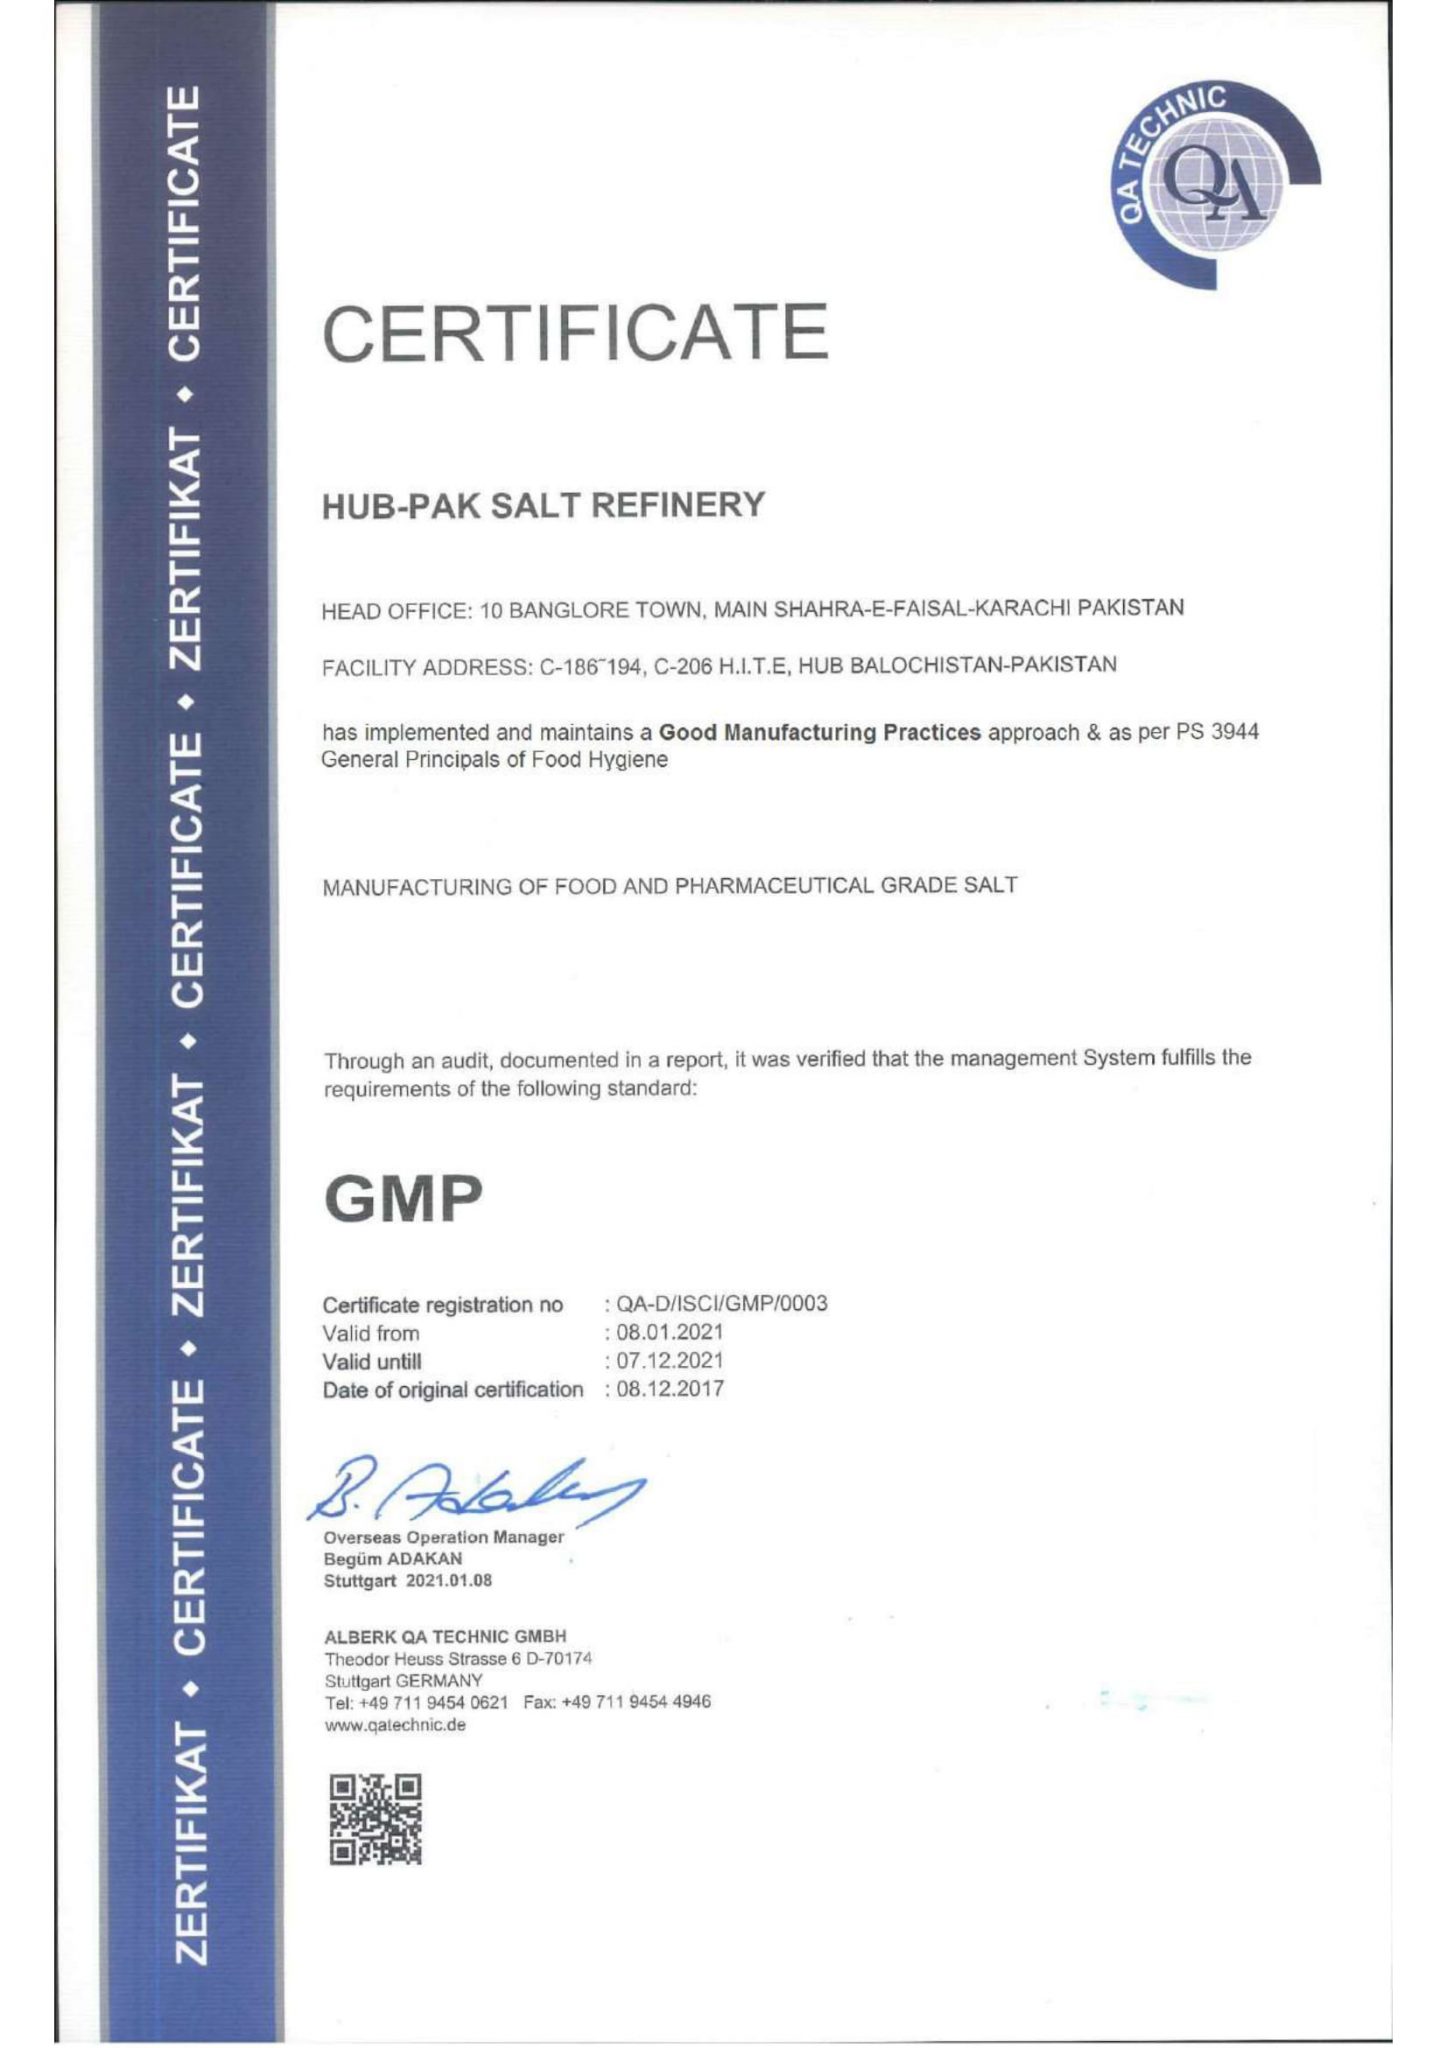 ZERTIFIKAT ◆ CERTIFICATE ◆ ZERTIFIKAT ◆ CERTIFICATE ◆ ZERTIFIKAT ◆ CERTIFICATE
QA TECHNIC
QA
CERTIFICATE
HUB-PAK SALT REFINERY
HEAD OFFICE: 10 BANGLORE TOWN, MAIN SHAHRA-E-FAISAL-KARACHI PAKISTAN
FACILITY ADDRESS: C-186~194, C-206 H.I.T.E, HUB BALOCHISTAN-PAKISTAN
has implemented and maintains a Good Manufacturing Practices approach & as per PS 3944
General Principals of Food Hygiene
MANUFACTURING OF FOOD AND PHARMACEUTICAL GRADE SALT
Through an audit, documented in a report, it was verified that the management System fulfills the
requirements of the following standard:
GMP
Certificate registration no : QA-D/ISCI/GMP/0003
Valid from : 08.01.2021
Valid untill : 07.12.2021
Date of original certification : 08.12.2017
B. Adakan
Overseas Operation Manager
Begüm ADAKAN
Stuttgart 2021.01.08
ALBERK QA TECHNIC GMBH
Theodor Heuss Strasse 6 D-70174
Stuttgart GERMANY
Tel: +49 711 9454 0621 Fax: +49 711 9454 4946
www.qatechnic.de